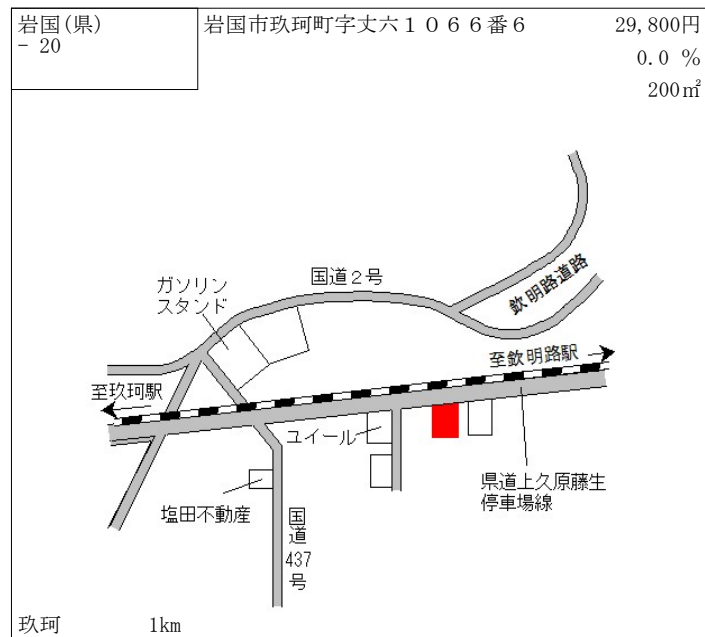 岩国(県)
- 20
岩国市玖珂町字丈六１０６６番６
29,800円
0.0 %
200㎡
国道２号
ガソリン
スタンド
欽明路道路
至欽明路駅
至玖珂駅
ユイール
県道上久原藤生
停車場線
塩田不動産
国
道
437
号
玖珂
1km